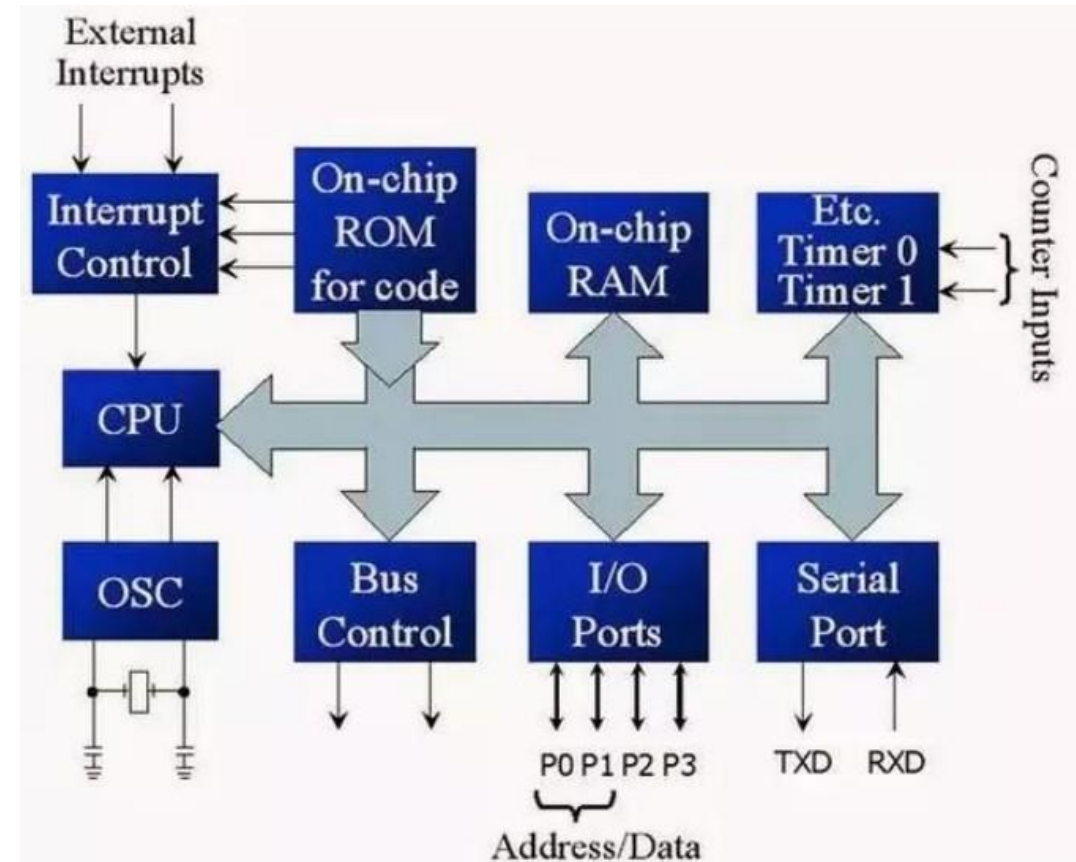 External
Interrupts
Interrupt
Control
On-chip
ROM
for code
On-chip
RAM
Etc.
Timer 0
Timer 1
Counter Inputs
CPU
OSC
Bus
Control
I/O
Ports
Serial
Port
P0 P1 P2 P3
TXD RXD
Address/Data